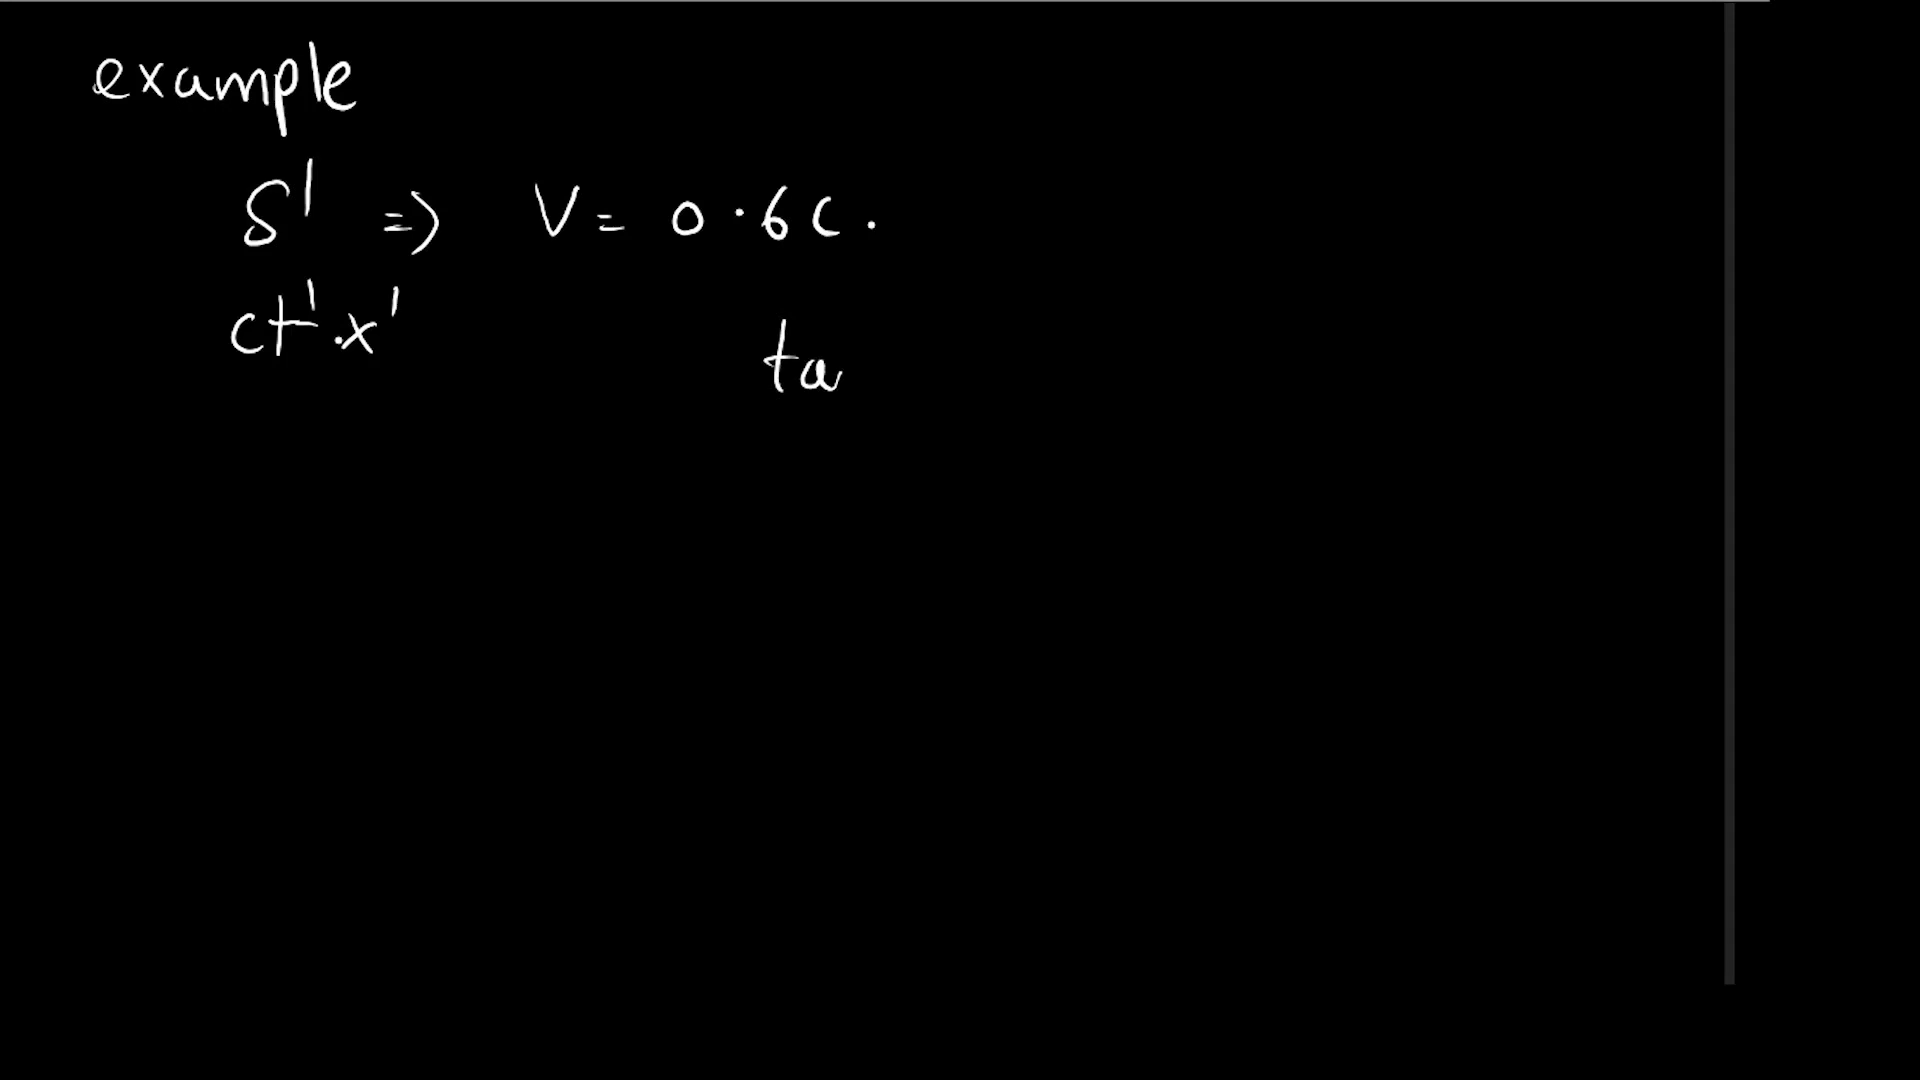 example
S' => V = 0.6c.
ct'.x'
ta